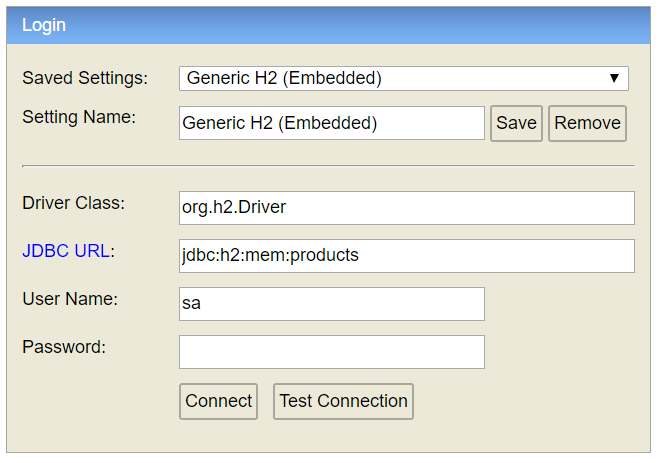 Login
Saved Settings: Generic H2 (Embedded)
Setting Name: Generic H2 (Embedded) Save Remove
Driver Class: org.h2.Driver
JDBC URL: jdbc:h2:mem:products
User Name: sa
Password:
Connect Test Connection